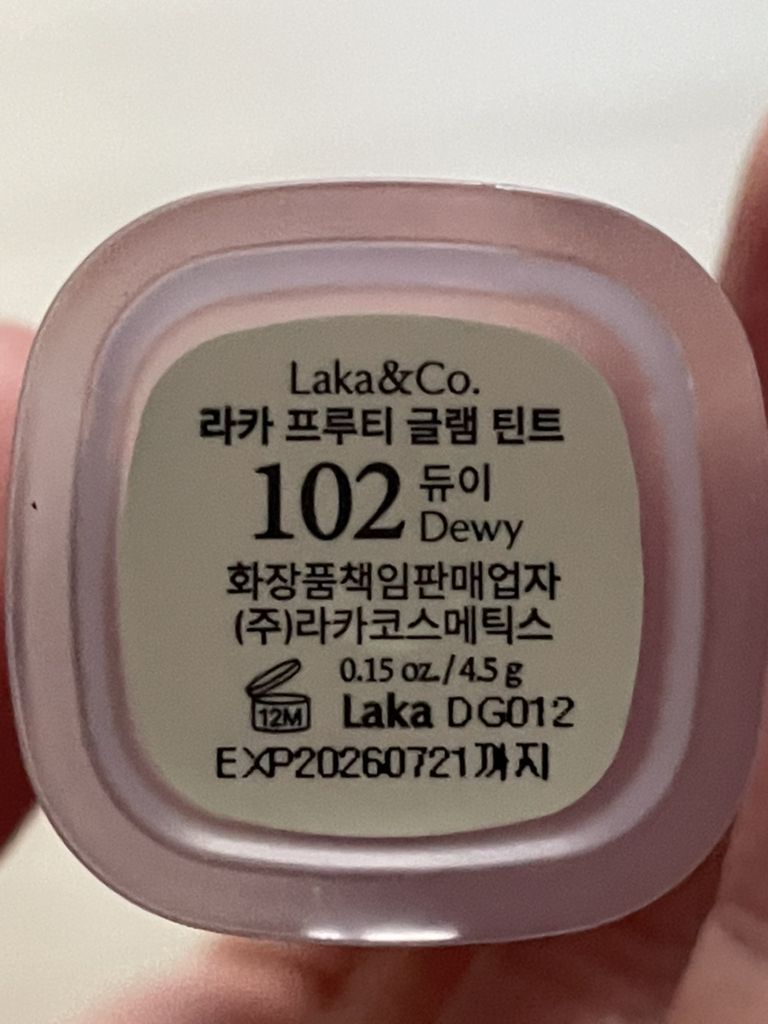 Laka&Co.
라카 프루티 글램 틴트
102 듀이
Dewy
화장품책임판매업자
(주)라카코스메틱스
0.15 oz./4.5 g
12M Laka DG012
EXP20260721까지